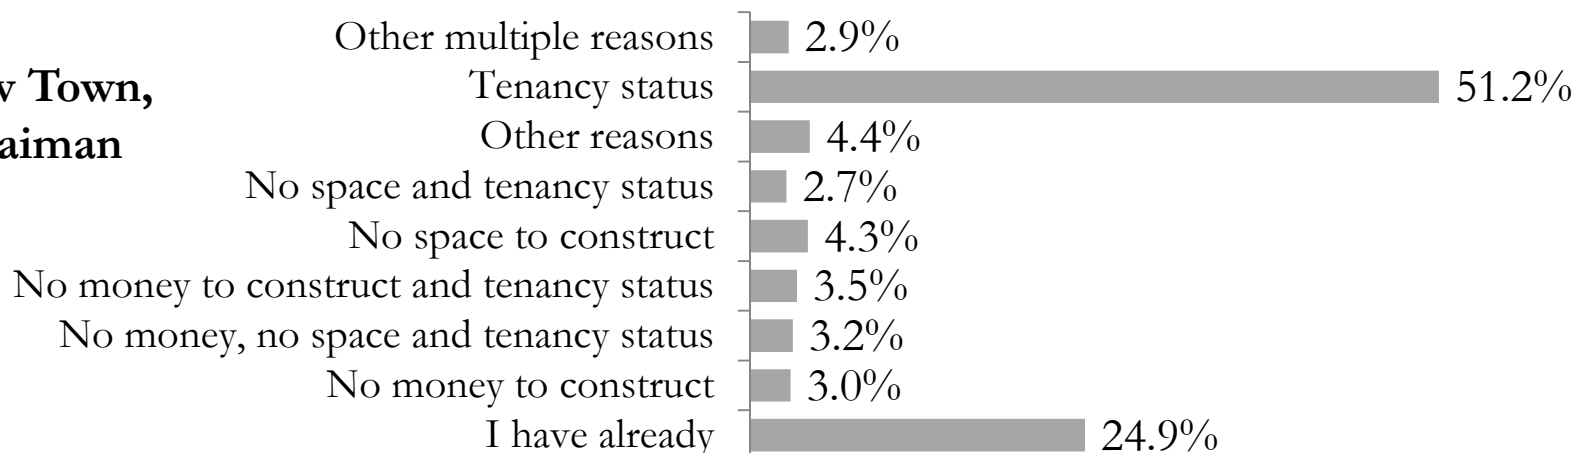 Other multiple reasons 2.9%
Town,
Tenancy status 51.2%
Other reasons 4.4%
No space and tenancy status 2.7%
No space to construct 4.3%
No money to construct and tenancy status 3.5%
No money, no space and tenancy status 3.2%
No money to construct 3.0%
I have already 24.9%